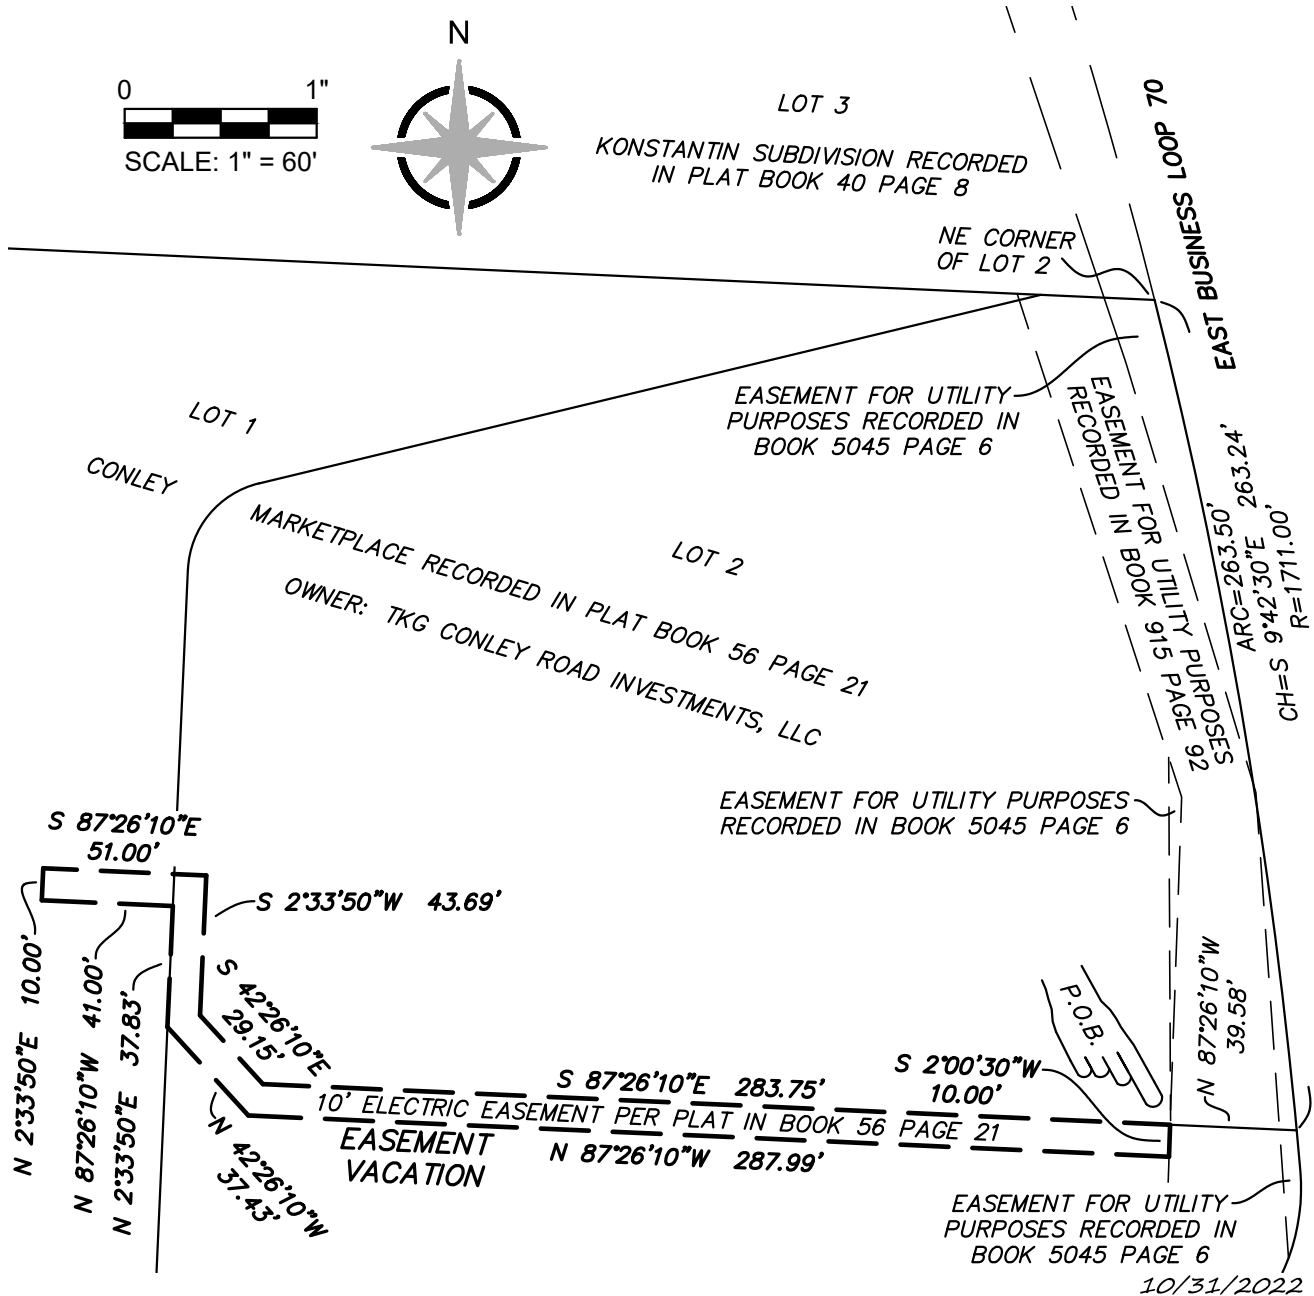 N
0 1"
SCALE: 1" = 60'
LOT 3
KONSTANTIN SUBDIVISION RECORDED
IN PLAT BOOK 40 PAGE 8
EAST BUSINESS LOOP 70
NE CORNER
OF LOT 2
EASEMENT FOR UTILITY
PURPOSES RECORDED IN
BOOK 5045 PAGE 6
EASEMENT FOR UTILITY PURPOSES
RECORDED IN BOOK 915 PAGE 92
ARC=263.50'
CH=S 9°42'30"E 263.24'
R=1711.00'
LOT 1
CONLEY
MARKETPLACE RECORDED IN PLAT BOOK 56 PAGE 21
LOT 2
OWNER: TKG CONLEY ROAD INVESTMENTS, LLC
EASEMENT FOR UTILITY PURPOSES
RECORDED IN BOOK 5045 PAGE 6
S 87°26'10"E
51.00'
S 2°33'50"W 43.69'
N 2°33'50"E 10.00'
N 87°26'10"W 41.00'
N 2°33'50"E 37.83'
S 42°26'10"E
29.15'
N 42°26'10"W
37.43'
S 87°26'10"E 283.75'
10' ELECTRIC EASEMENT PER PLAT IN BOOK 56 PAGE 21
EASEMENT
VACATION
N 87°26'10"W 287.99'
S 2°00'30"W
10.00'
P.O.B.
N 87°26'10"W
39.58'
EASEMENT FOR UTILITY
PURPOSES RECORDED IN
BOOK 5045 PAGE 6
10/31/2022